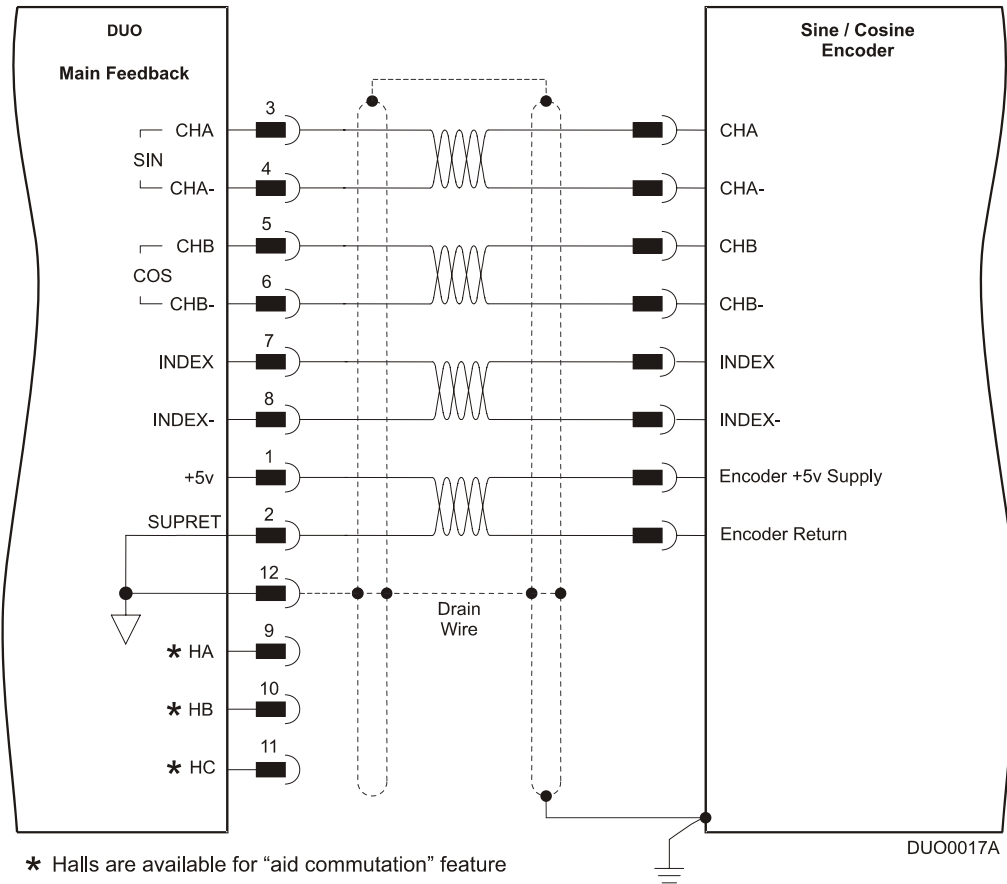 DUO
Main Feedback
Sine / Cosine
Encoder
3
CHA
CHA
SIN
4
CHA-
CHA-
5
CHB
CHB
COS
6
CHB-
CHB-
7
INDEX
INDEX
8
INDEX-
INDEX-
1
+5v
Encoder +5v Supply
2
SUPRET
Encoder Return
12
Drain
Wire
9
* HA
10
* HB
11
* HC
DUO0017A
* Halls are available for “aid commutation” feature